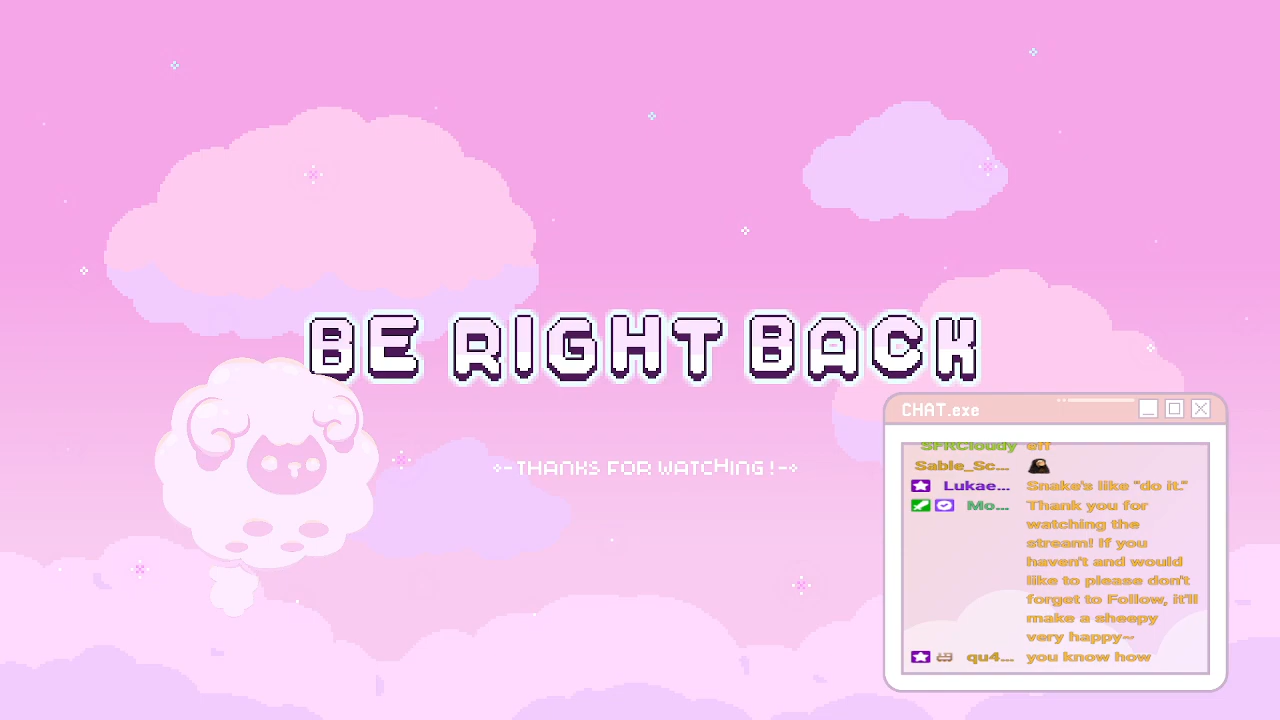 BE RIGHT BACK
-THANKS FOR WATCHING!-
CHAT.exe
SFRCloudy eff
Sable_Sc...
Lukae... Snake's like "do it."
Mo... Thank you for
watching the
stream! If you
haven't and would
like to please don't
forget to Follow, it'll
make a sheepy
very happy~
qu4... you know how